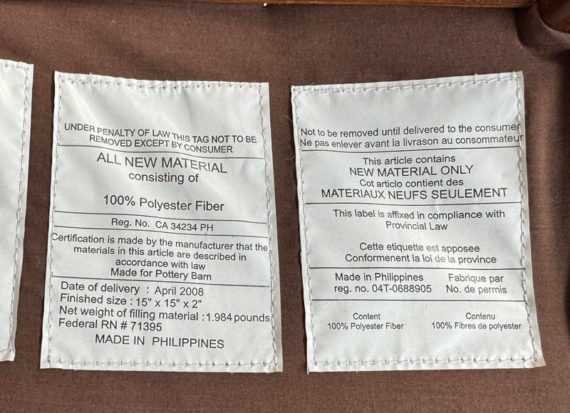 UNDER PENALTY OF LAW THIS TAG NOT TO BE
REMOVED EXCEPT BY CONSUMER
ALL NEW MATERIAL
consisting of
100% Polyester Fiber
Reg. No. CA 34234 PH
Certification is made by the manufacturer that the
materials in this article are described in
accordance with law
Made for Pottery Barn
Date of delivery : April 2008
Finished size : 15" x 15" x 2"
Net weight of filling material : 1.984 pounds
Federal RN # 71395
MADE IN PHILIPPINES
Not to be removed until delivered to the consumer
Ne pas enlever avant la livrason au consommateur
This article contains
NEW MATERIAL ONLY
Cot articlo contient des
MATERIAUX NEUFS SEULEMENT
This label is affixed in compliance with
Provincial Law
Cette etiquette est apposee
Conformement la loi de la province
Made in Philippines Fabrique par
reg. no. 04T-0688905 No. de permis
Content Contenu
100% Polyester Fiber 100% Fibres de polyester